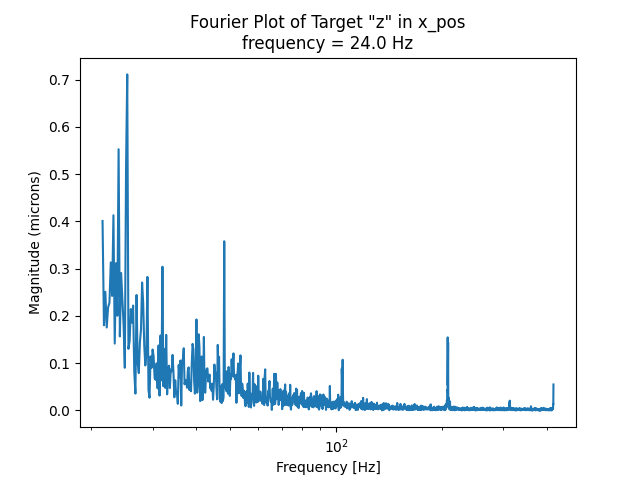 Fourier Plot of Target "z" in x_pos
frequency = 24.0 Hz
0.7
0.6
0.5
0.4
0.3
0.2
0.1
0.0
Magnitude (microns)
10²
Frequency [Hz]